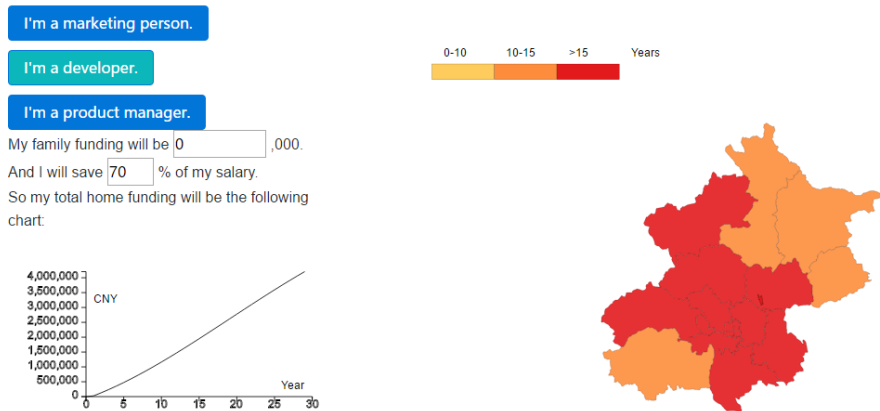 I'm a marketing person.
I'm a developer.
I'm a product manager.
My family funding will be 0 ,000.
And I will save 70 % of my salary.
So my total home funding will be the following
chart:
0-10 10-15 >15 Years
4,000,000
3,500,000
3,000,000
2,500,000
2,000,000
1,500,000
1,000,000
500,000
0
CNY
Year
0 5 10 15 20 25 30